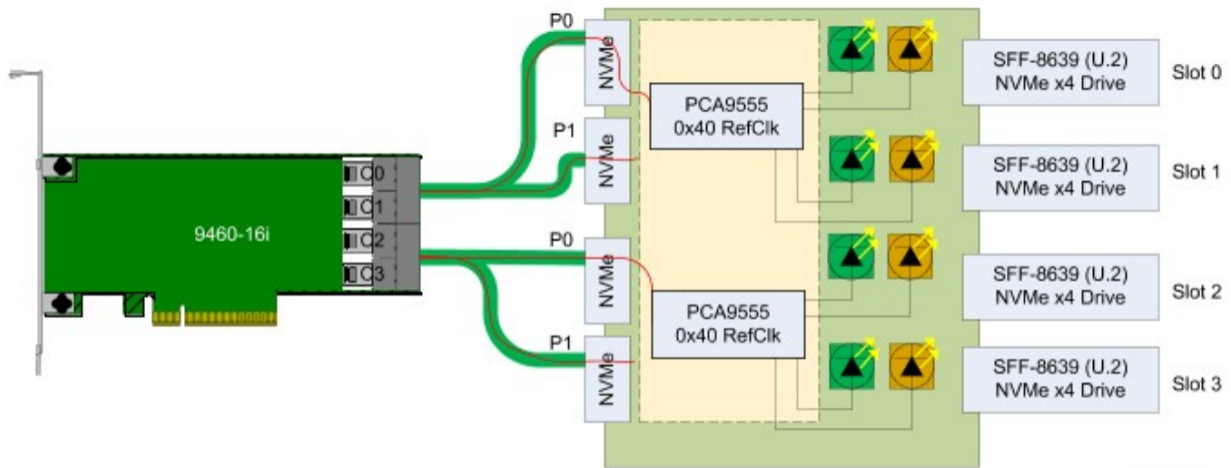 P0
NVMe
SFF-8639 (U.2)
NVMe x4 Drive
Slot 0
PCA9555
0x40 RefClk
P1
NVMe
SFF-8639 (U.2)
NVMe x4 Drive
Slot 1
C0
C1
9460-16i
C2
C3
P0
NVMe
SFF-8639 (U.2)
NVMe x4 Drive
Slot 2
PCA9555
0x40 RefClk
P1
NVMe
SFF-8639 (U.2)
NVMe x4 Drive
Slot 3